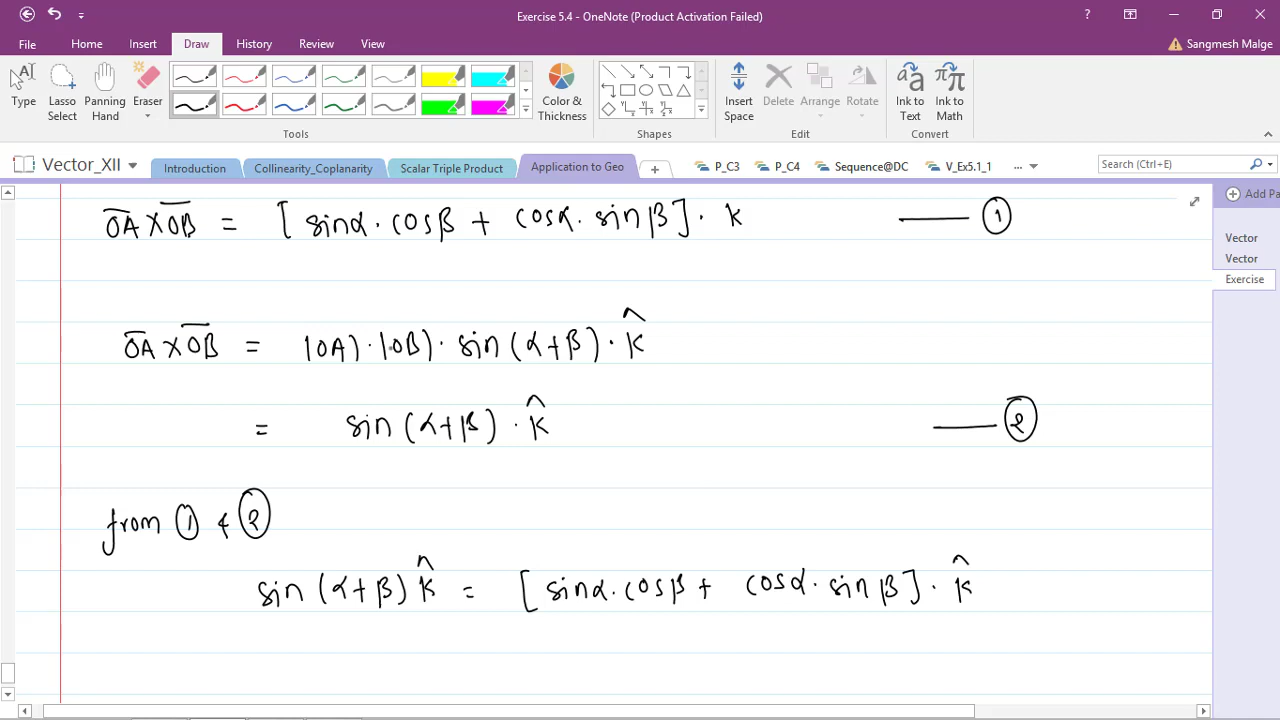 Exercise 5.4 - OneNote (Product Activation Failed)
?
File Home Insert Draw History Review View Sangmesh Malge
Type Lasso Select Panning Hand Eraser Color & Thickness Insert Space Delete Arrange Rotate Ink to Text Ink to Math
Tools Shapes Edit Convert
Vector_XII Introduction Collinearity_Coplanarity Scalar Triple Product Application to Geo + P_C3 P_C4 Sequence@DC V_Ex5.1_1 ... Search (Ctrl+E)
Add Pa
Vector
Vector
Exercise
O̅A̅ × O̅B̅ = [ sinα · cosβ + cosα · sinβ ] · k —— ①
O̅A̅ × O̅B̅ = |OA) · |OB) · sin (α+β) · k̂
= sin (α+β) · k̂ —— ②
from ① & ②
sin (α+β) k̂ = [ sinα · cosβ + cosα · sinβ ] · k̂